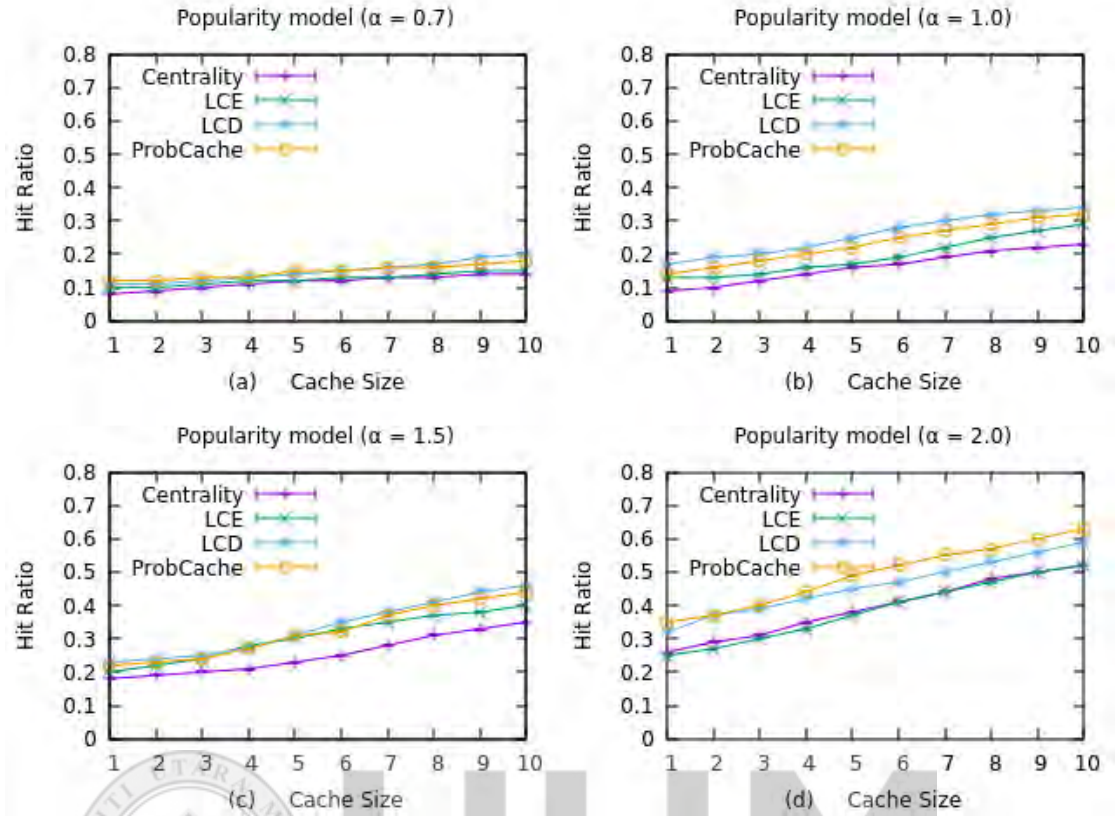 Popularity model (α = 0.7)
0.8
0.7
0.6
0.5
0.4
0.3
0.2
0.1
0
Hit Ratio
Centrality
LCE
LCD
ProbCache
1 2 3 4 5 6 7 8 9 10
(a) Cache Size
Popularity model (α = 1.0)
0.8
0.7
0.6
0.5
0.4
0.3
0.2
0.1
0
Hit Ratio
Centrality
LCE
LCD
ProbCache
1 2 3 4 5 6 7 8 9 10
(b) Cache Size
Popularity model (α = 1.5)
0.8
0.7
0.6
0.5
0.4
0.3
0.2
0.1
0
Hit Ratio
Centrality
LCE
LCD
ProbCache
1 2 3 4 5 6 7 8 9 10
(c) Cache Size
Popularity model (α = 2.0)
0.8
0.7
0.6
0.5
0.4
0.3
0.2
0.1
0
Hit Ratio
Centrality
LCE
LCD
ProbCache
1 2 3 4 5 6 7 8 9 10
(d) Cache Size